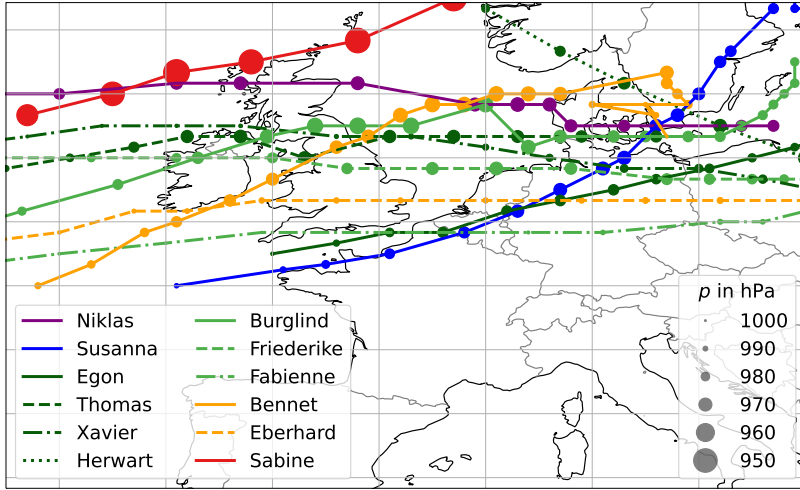 Niklas
Susanna
Egon
Thomas
Xavier
Herwart
Burglind
Friederike
Fabienne
Bennet
Eberhard
Sabine
p in hPa
1000
990
980
970
960
950